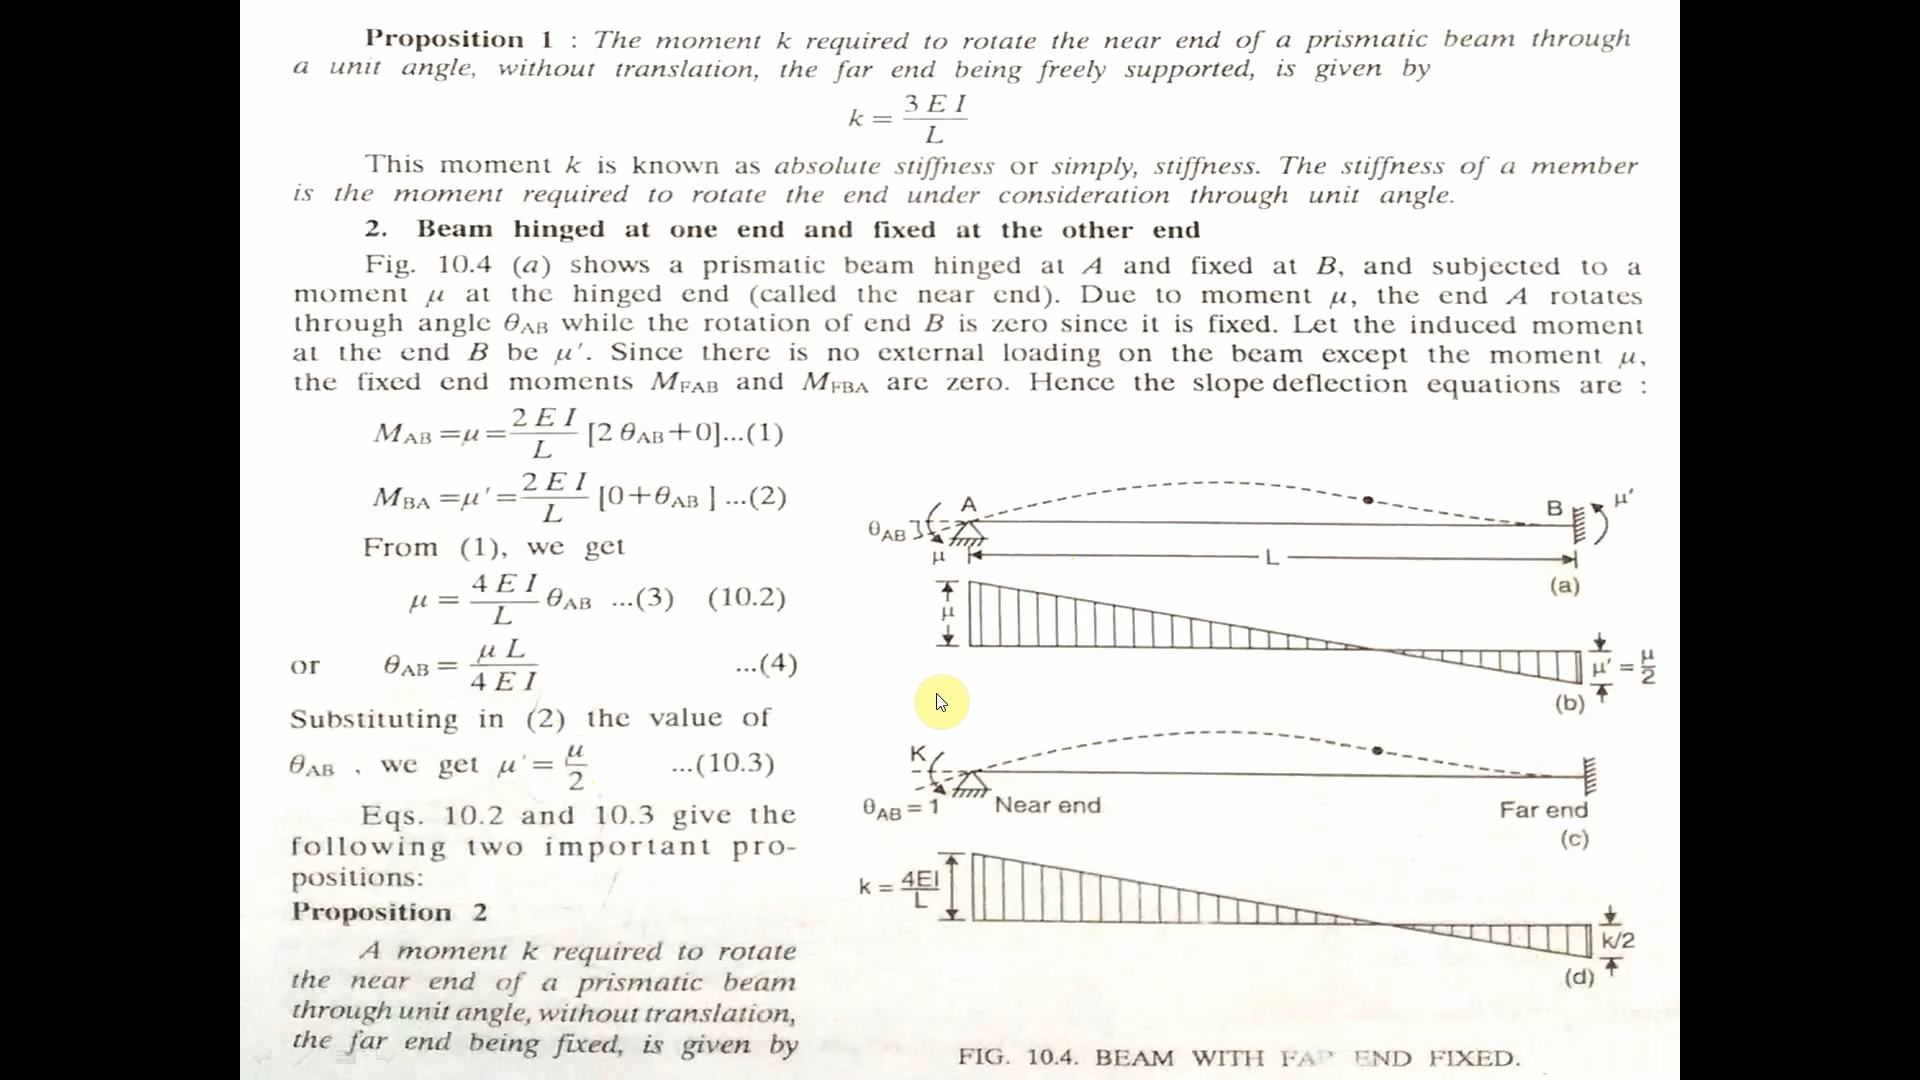 Proposition 1 : The moment k required to rotate the near end of a prismatic beam through
a unit angle, without translation, the far end being freely supported, is given by
k = 3 E I / L
This moment k is known as absolute stiffness or simply, stiffness. The stiffness of a member
is the moment required to rotate the end under consideration through unit angle.
2. Beam hinged at one end and fixed at the other end
Fig. 10.4 (a) shows a prismatic beam hinged at A and fixed at B, and subjected to a
moment μ at the hinged end (called the near end). Due to moment μ, the end A rotates
through angle θAB while the rotation of end B is zero since it is fixed. Let the induced moment
at the end B be μ′. Since there is no external loading on the beam except the moment μ,
the fixed end moments MFAB and MFBA are zero. Hence the slope deflection equations are :
MAB = μ = 2 E I / L [2 θAB + 0]...(1)
MBA = μ′ = 2 E I / L [0 + θAB ] ...(2)
From (1), we get
μ = 4 E I / L θAB ...(3) (10.2)
or θAB = μ L / 4 E I ...(4)
Substituting in (2) the value of
θAB , we get μ′ = μ / 2 ...(10.3)
Eqs. 10.2 and 10.3 give the
following two important pro-
positions:
Proposition 2
A moment k required to rotate
the near end of a prismatic beam
through unit angle, without translation,
the far end being fixed, is given by
A
B
μ′
θAB
μ
L
(a)
μ
μ′ = μ / 2
(b)
K
θAB = 1
Near end
Far end
(c)
k = 4EI / L
k/2
(d)
FIG. 10.4. BEAM WITH FAR END FIXED.